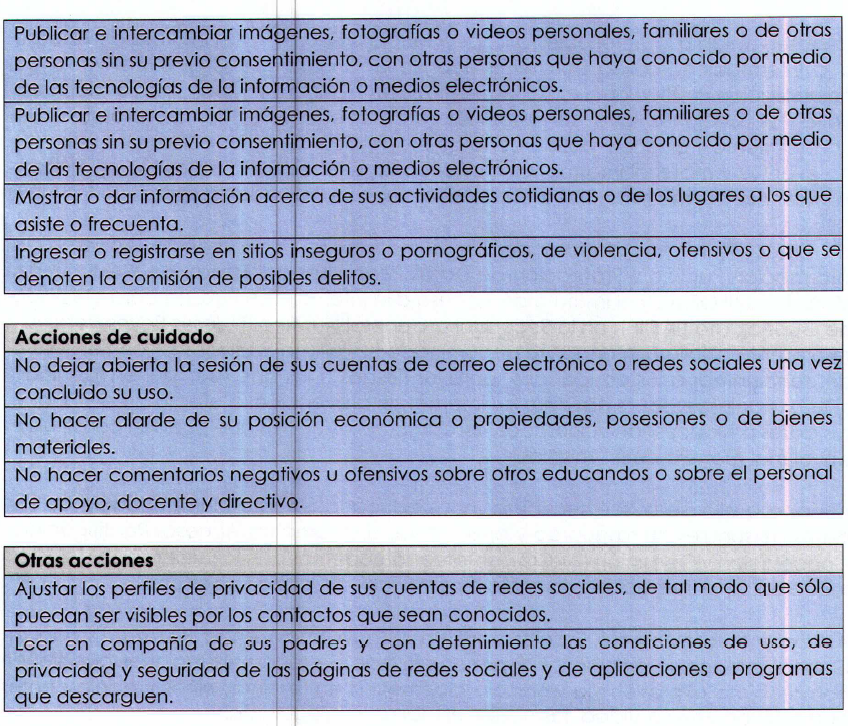 Publicar e intercambiar imágenes, fotografías o videos personales, familiares o de otras
personas sin su previo consentimiento, con otras personas que haya conocido por medio
de las tecnologías de la información o medios electrónicos.
Publicar e intercambiar imágenes, fotografías o videos personales, familiares o de otras
personas sin su previo consentimiento, con otras personas que haya conocido por medio
de las tecnologías de la información o medios electrónicos.
Mostrar o dar información acerca de sus actividades cotidianas o de los lugares a los que
asiste o frecuenta.
Ingresar o registrarse en sitios inseguros o pornográficos, de violencia, ofensivos o que se
denoten la comisión de posibles delitos.
Acciones de cuidado
No dejar abierta la sesión de sus cuentas de correo electrónico o redes sociales una vez
concluido su uso.
No hacer alarde de su posición económica o propiedades, posesiones o de bienes
materiales.
No hacer comentarios negativos u ofensivos sobre otros educandos o sobre el personal
de apoyo, docente y directivo.
Otras acciones
Ajustar los perfiles de privacidad de sus cuentas de redes sociales, de tal modo que sólo
puedan ser visibles por los contactos que sean conocidos.
Leer en compañía de sus padres y con detenimiento las condiciones de uso, de
privacidad y seguridad de las páginas de redes sociales y de aplicaciones o programas
que descarguen.